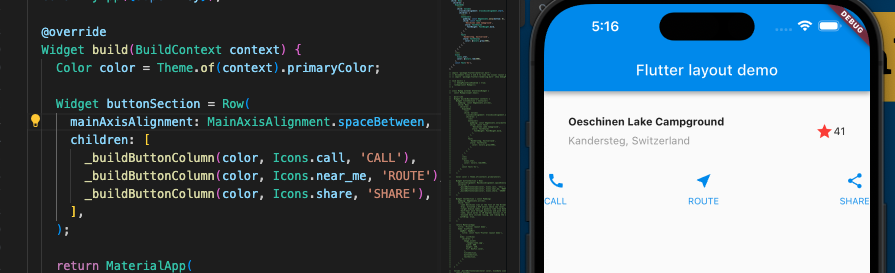 @override
Widget build(BuildContext context) {
Color color = Theme.of(context).primaryColor;
Widget buttonSection = Row(
mainAxisAlignment: MainAxisAlignment.spaceBetween,
children: [
_buildButtonColumn(color, Icons.call, 'CALL'),
_buildButtonColumn(color, Icons.near_me, 'ROUTE')
_buildButtonColumn(color, Icons.share, 'SHARE'),
],
);
return MaterialApp(
5:16
DEBUG
Flutter layout demo
Oeschinen Lake Campground
Kandersteg, Switzerland
41
CALL
ROUTE
SHARE